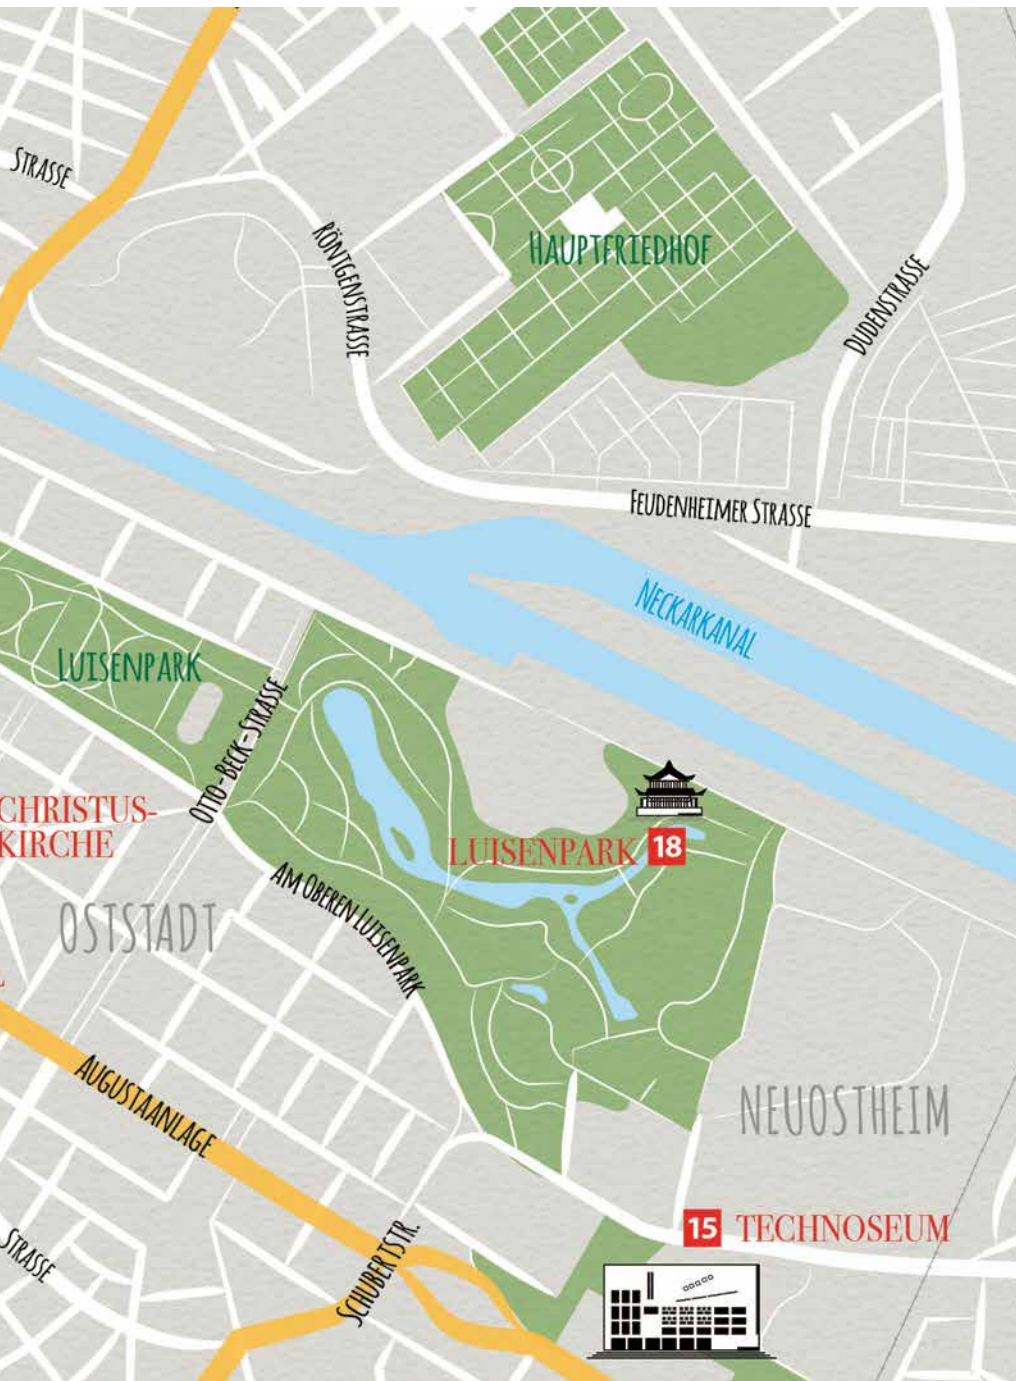 STRASSE
RÖNTGENSTRASSE
HAUPTFRIEDHOF
DUDENSTRASSE
FEUDENHEIMER STRASSE
NECKARKANAL
LUISENPARK
OTTO-BECK-STRASSE
CHRISTUS-
KIRCHE
LUISENPARK 18
AM OBEREN LUISENPARK
OSTSTADT
AUGUSTAANLAGE
NEUOSTHEIM
15 TECHNOSEUM
SCHUBERTSTR.
STRASSE